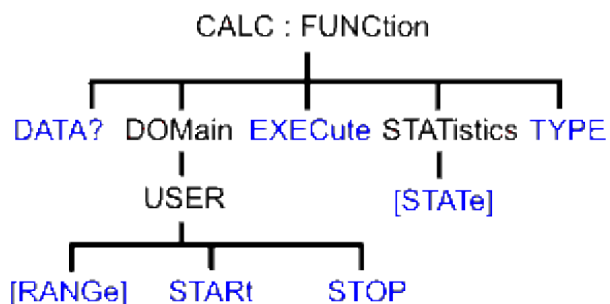 CALC : FUNCtion
DATA? DOMain EXECute STATistics TYPE
USER [STATe]
[RANGe] STARt STOP